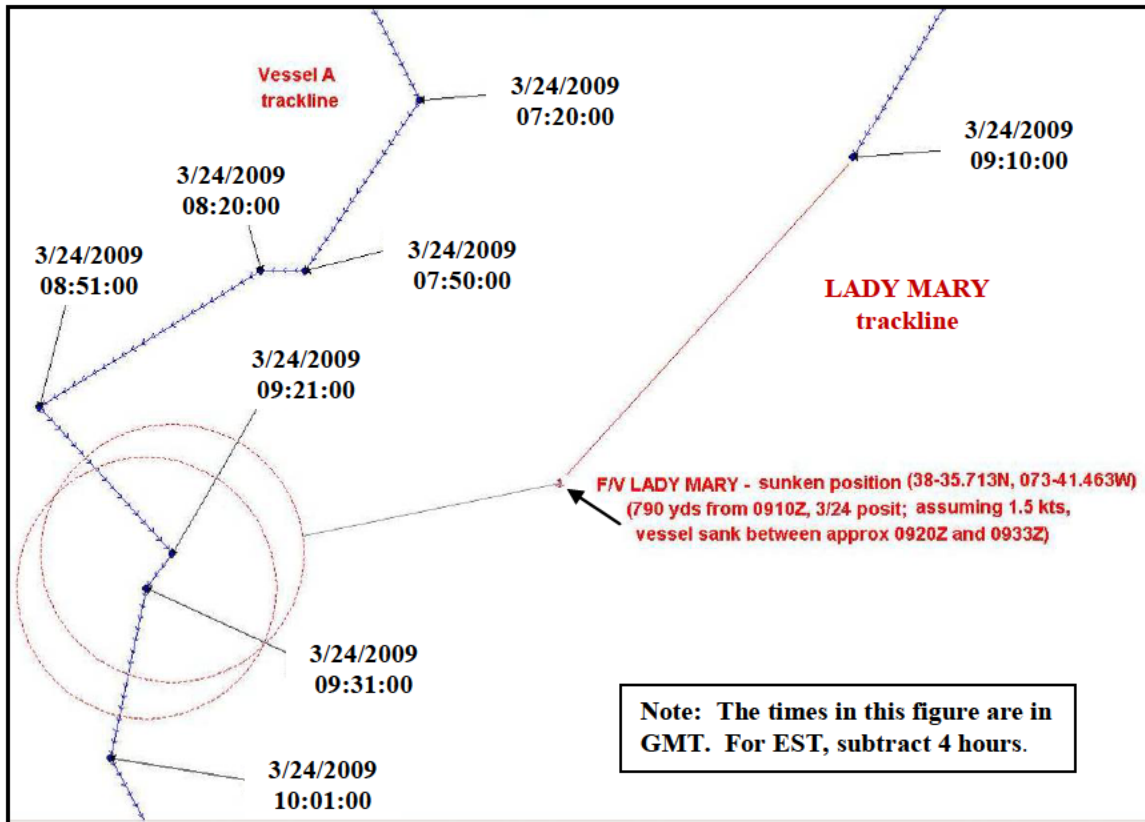 Vessel A
trackline
3/24/2009
07:20:00
3/24/2009
09:10:00
3/24/2009
08:20:00
3/24/2009
07:50:00
3/24/2009
08:51:00
LADY MARY
trackline
3/24/2009
09:21:00
F/V LADY MARY - sunken position (38-35.713N, 073-41.463W)
(790 yds from 0910Z, 3/24 posit; assuming 1.5 kts,
vessel sank between approx 0920Z and 0933Z)
3/24/2009
09:31:00
Note: The times in this figure are in
GMT. For EST, subtract 4 hours.
3/24/2009
10:01:00